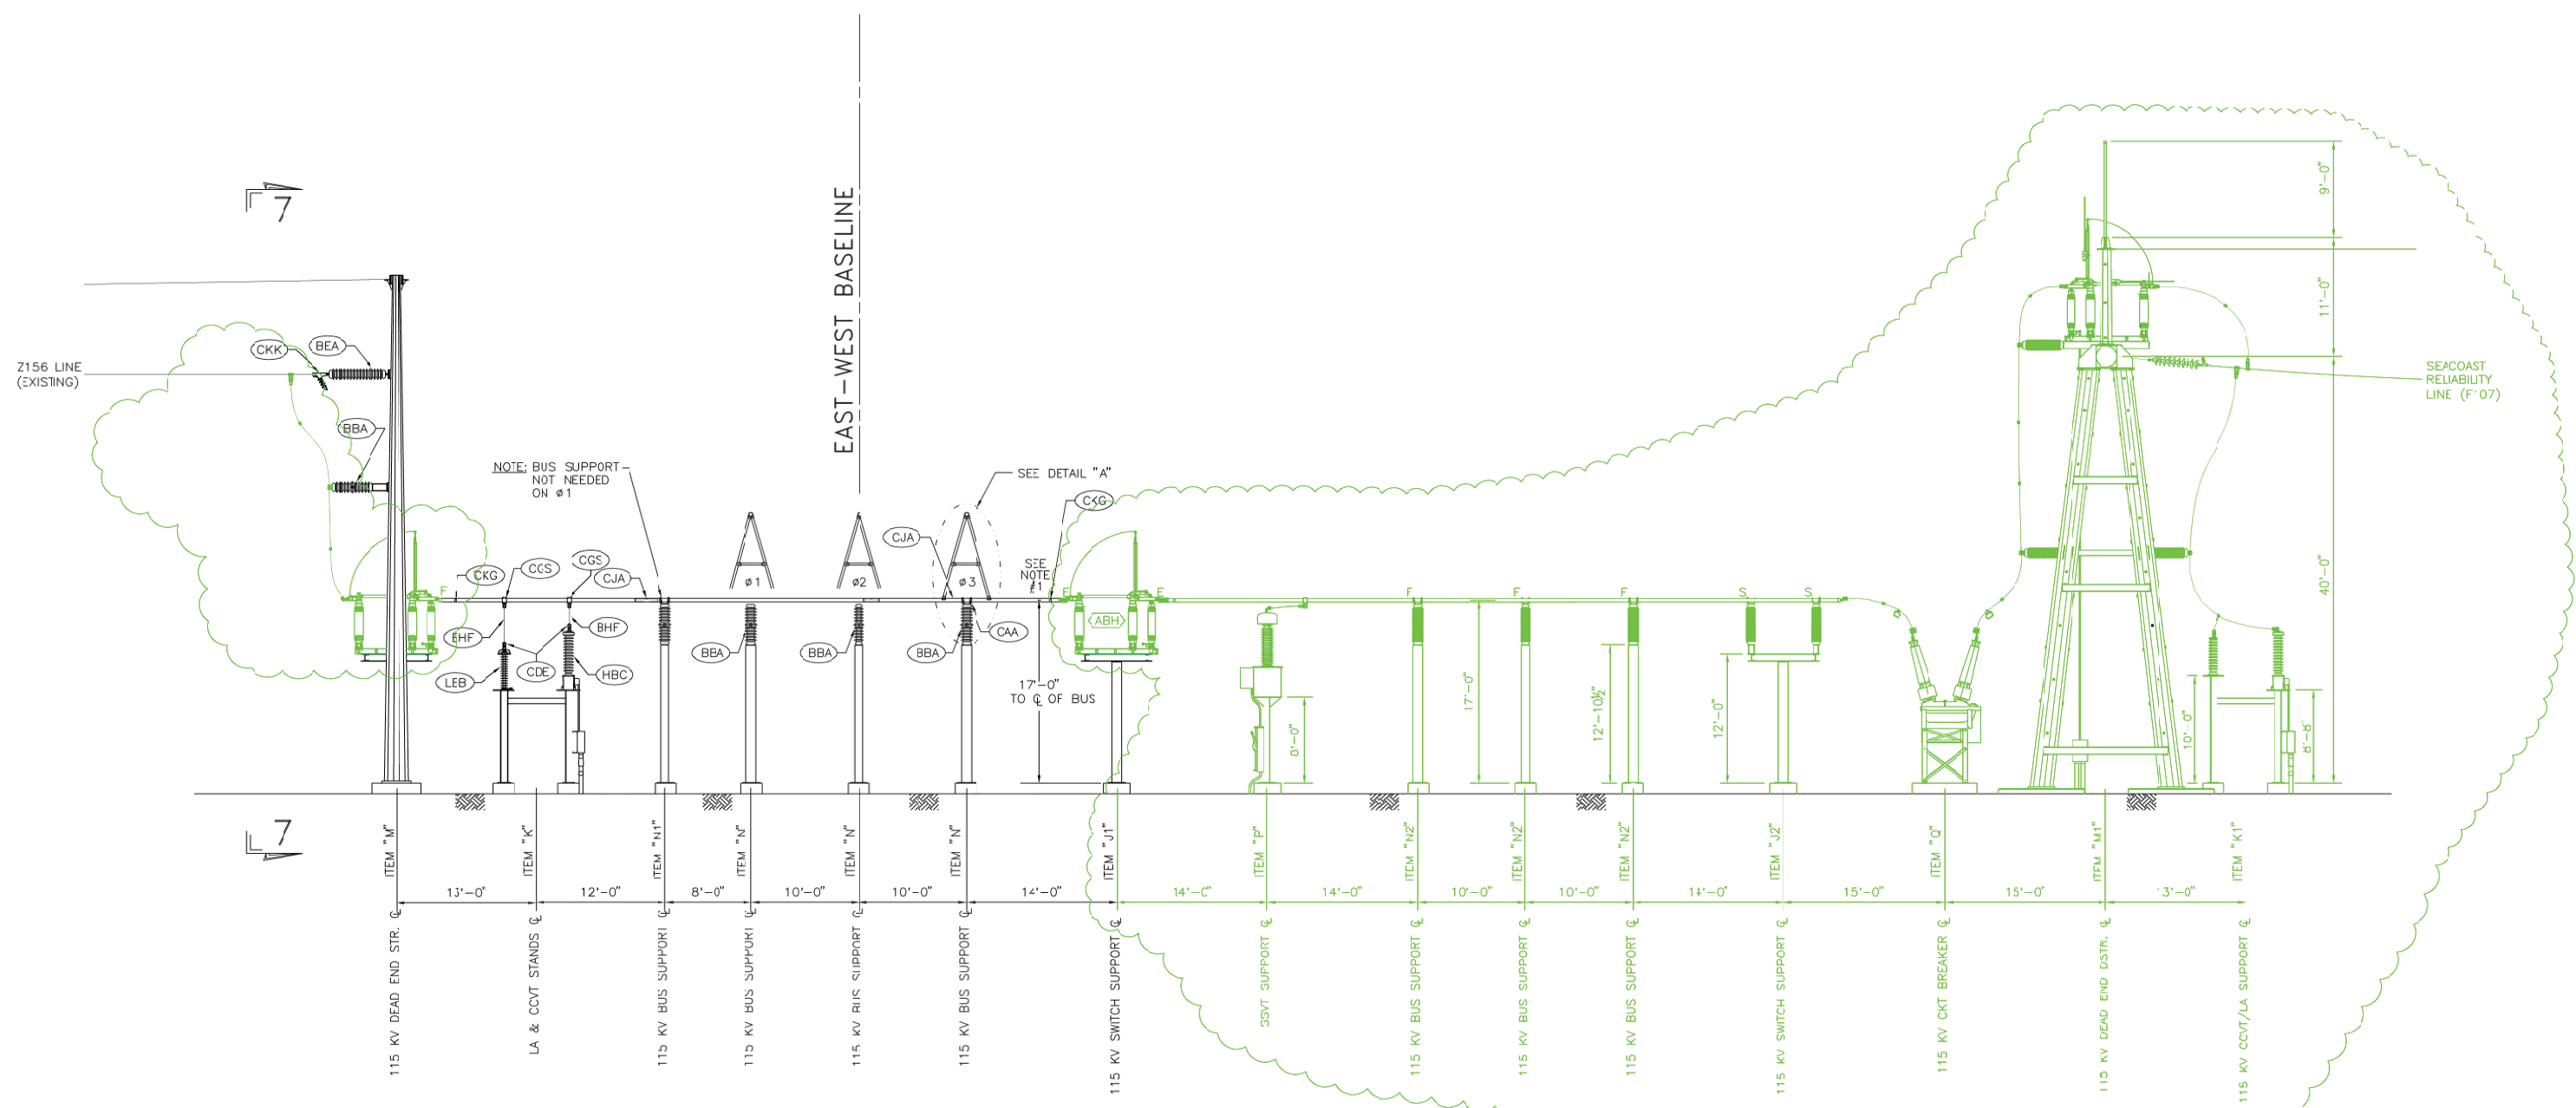 EAST-WEST BASELINE
7
9'-0"
11'-0"
40'-0"
CKK
BEA
Z156 LINE
(EXISTING)
BBA
SEACOAST
RELIABILITY
LINE (F107)
NOTE: BUS SUPPORT
NOT NEEDED
ON ø1
SEE DETAIL "A"
CKG
CJA
SEE
NOTE
#1
ø1
ø2
ø3
F
CKG
CGS
CGS
CJA
F
F
F
F
F
S
S
ABH
BHF
BHF
BBA
BBA
BBA
CAA
LEB
CDE
HBC
17'-0"
TO ℄ OF BUS
8'-0"
17'-0"
12'-10½"
12'-0"
10'-0"
8'-8"
7
ITEM "M"
ITEM "K"
ITEM "N1"
ITEM "N"
ITEM "N"
ITEM "N"
ITEM "J1"
ITEM "P"
ITEM "N2"
ITEM "N2"
ITEM "N2"
ITEM "J2"
ITEM "Q"
ITEM "M1"
ITEM "K1"
13'-0"
12'-0"
8'-0"
10'-0"
10'-0"
14'-0"
14'-0"
14'-0"
10'-0"
10'-0"
14'-0"
15'-0"
15'-0"
13'-0"
115 KV DEAD END STR. ℄
LA & CCVT STANDS ℄
115 KV BUS SUPPORT ℄
115 KV BUS SUPPORT ℄
115 KV BUS SUPPORT ℄
115 KV BUS SUPPORT ℄
115 KV SWITCH SUPPORT ℄
SSVT SUPPORT ℄
115 KV BUS SUPPORT ℄
115 KV BUS SUPPORT ℄
115 KV BUS SUPPORT ℄
115 KV SWITCH SUPPORT ℄
115 KV CKT BREAKER ℄
115 KV DEAD END DSTR. ℄
115 KV CCVT/LA SUPPORT ℄